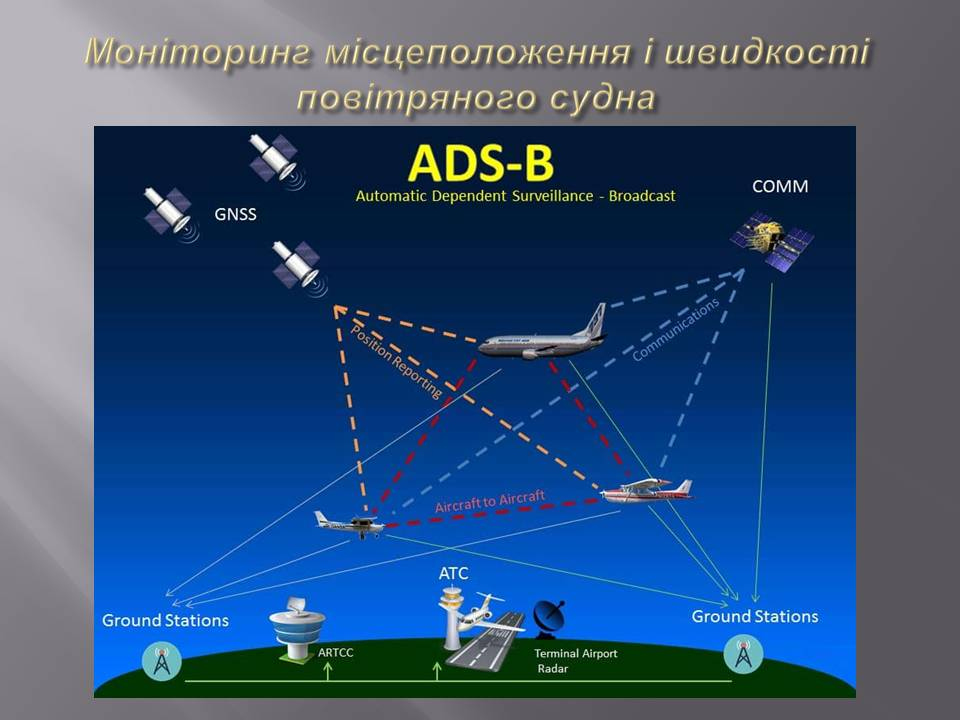 Моніторинг місцеположення і швидкості
повітряного судна
ADS-B
Automatic Dependent Surveillance - Broadcast
COMM
GNSS
Position Reporting
Communications
Aircraft to Aircraft
ATC
Ground Stations
Ground Stations
ARTCC
Terminal Airport
Radar